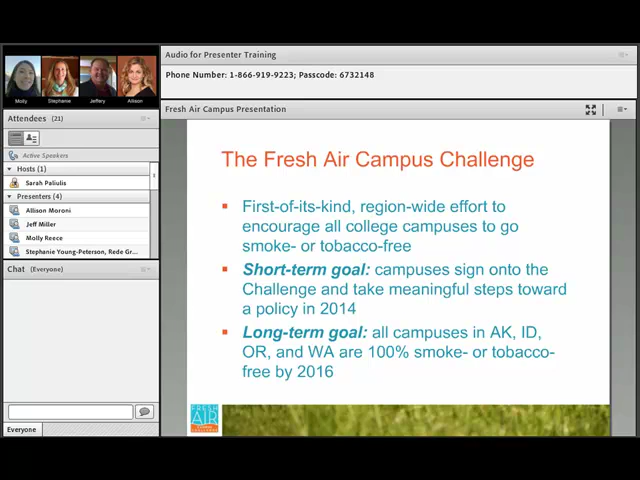 Molly Stephanie Jeffery Allison
Attendees (21)
Active Speakers
Hosts (1)
Sarah Paliulis
Presenters (4)
Allison Moroni
Jeff Miller
Molly Reece
Stephanie Young-Peterson, Rede Gr...
Chat (Everyone)
Everyone
Audio for Presenter Training
Phone Number: 1-866-919-9223; Passcode: 6732148
Fresh Air Campus Presentation
The Fresh Air Campus Challenge
First-of-its-kind, region-wide effort to
encourage all college campuses to go
smoke- or tobacco-free
Short-term goal: campuses sign onto the
Challenge and take meaningful steps toward
a policy in 2014
Long-term goal: all campuses in AK, ID,
OR, and WA are 100% smoke- or tobacco-
free by 2016
FRESH
AIR